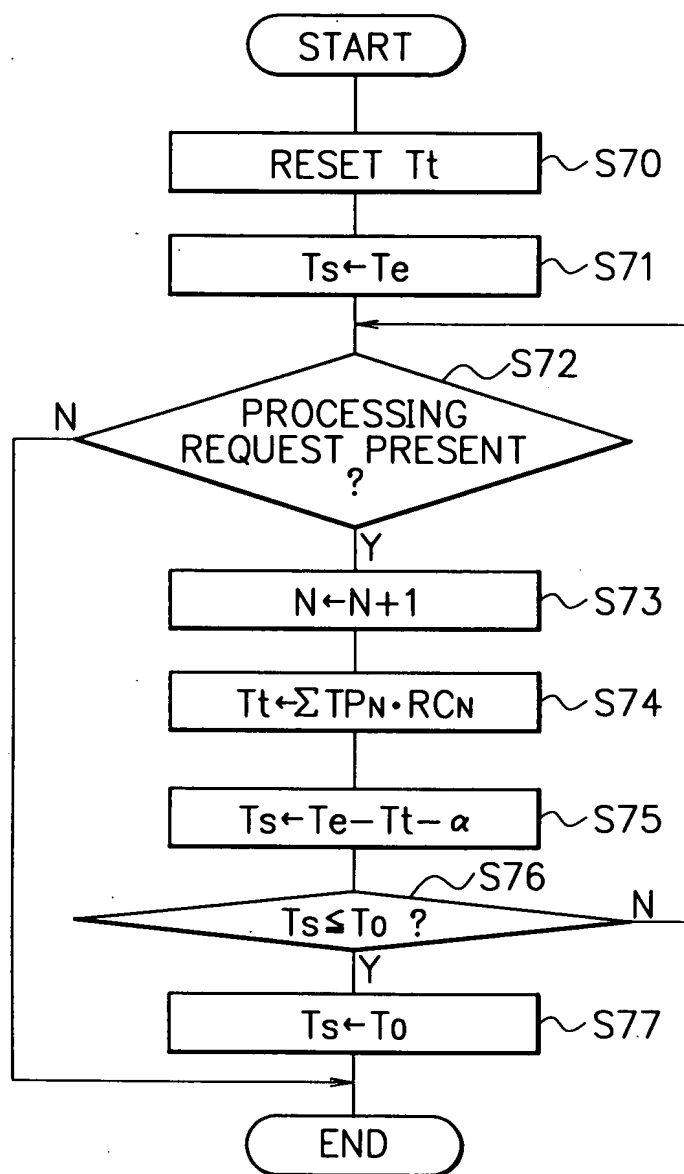 START
RESET Tt
S70
Ts←Te
S71
S72
N
PROCESSING
REQUEST PRESENT
?
Y
N←N+1
S73
Tt←ΣTPN•RCN
S74
Ts←Te−Tt−α
S75
S76
Ts≦To ?
N
Y
Ts←To
S77
END